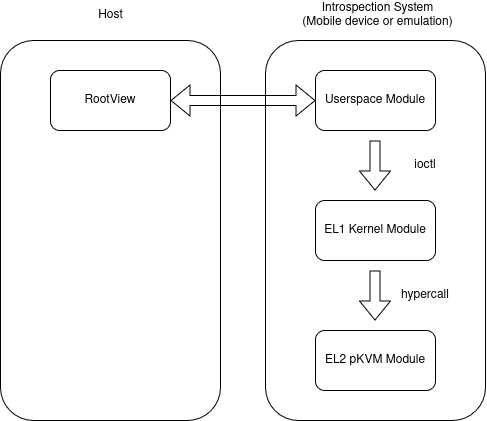 Host
Introspection System
(Mobile device or emulation)
RootView
Userspace Module
ioctl
EL1 Kernel Module
hypercall
EL2 pKVM Module